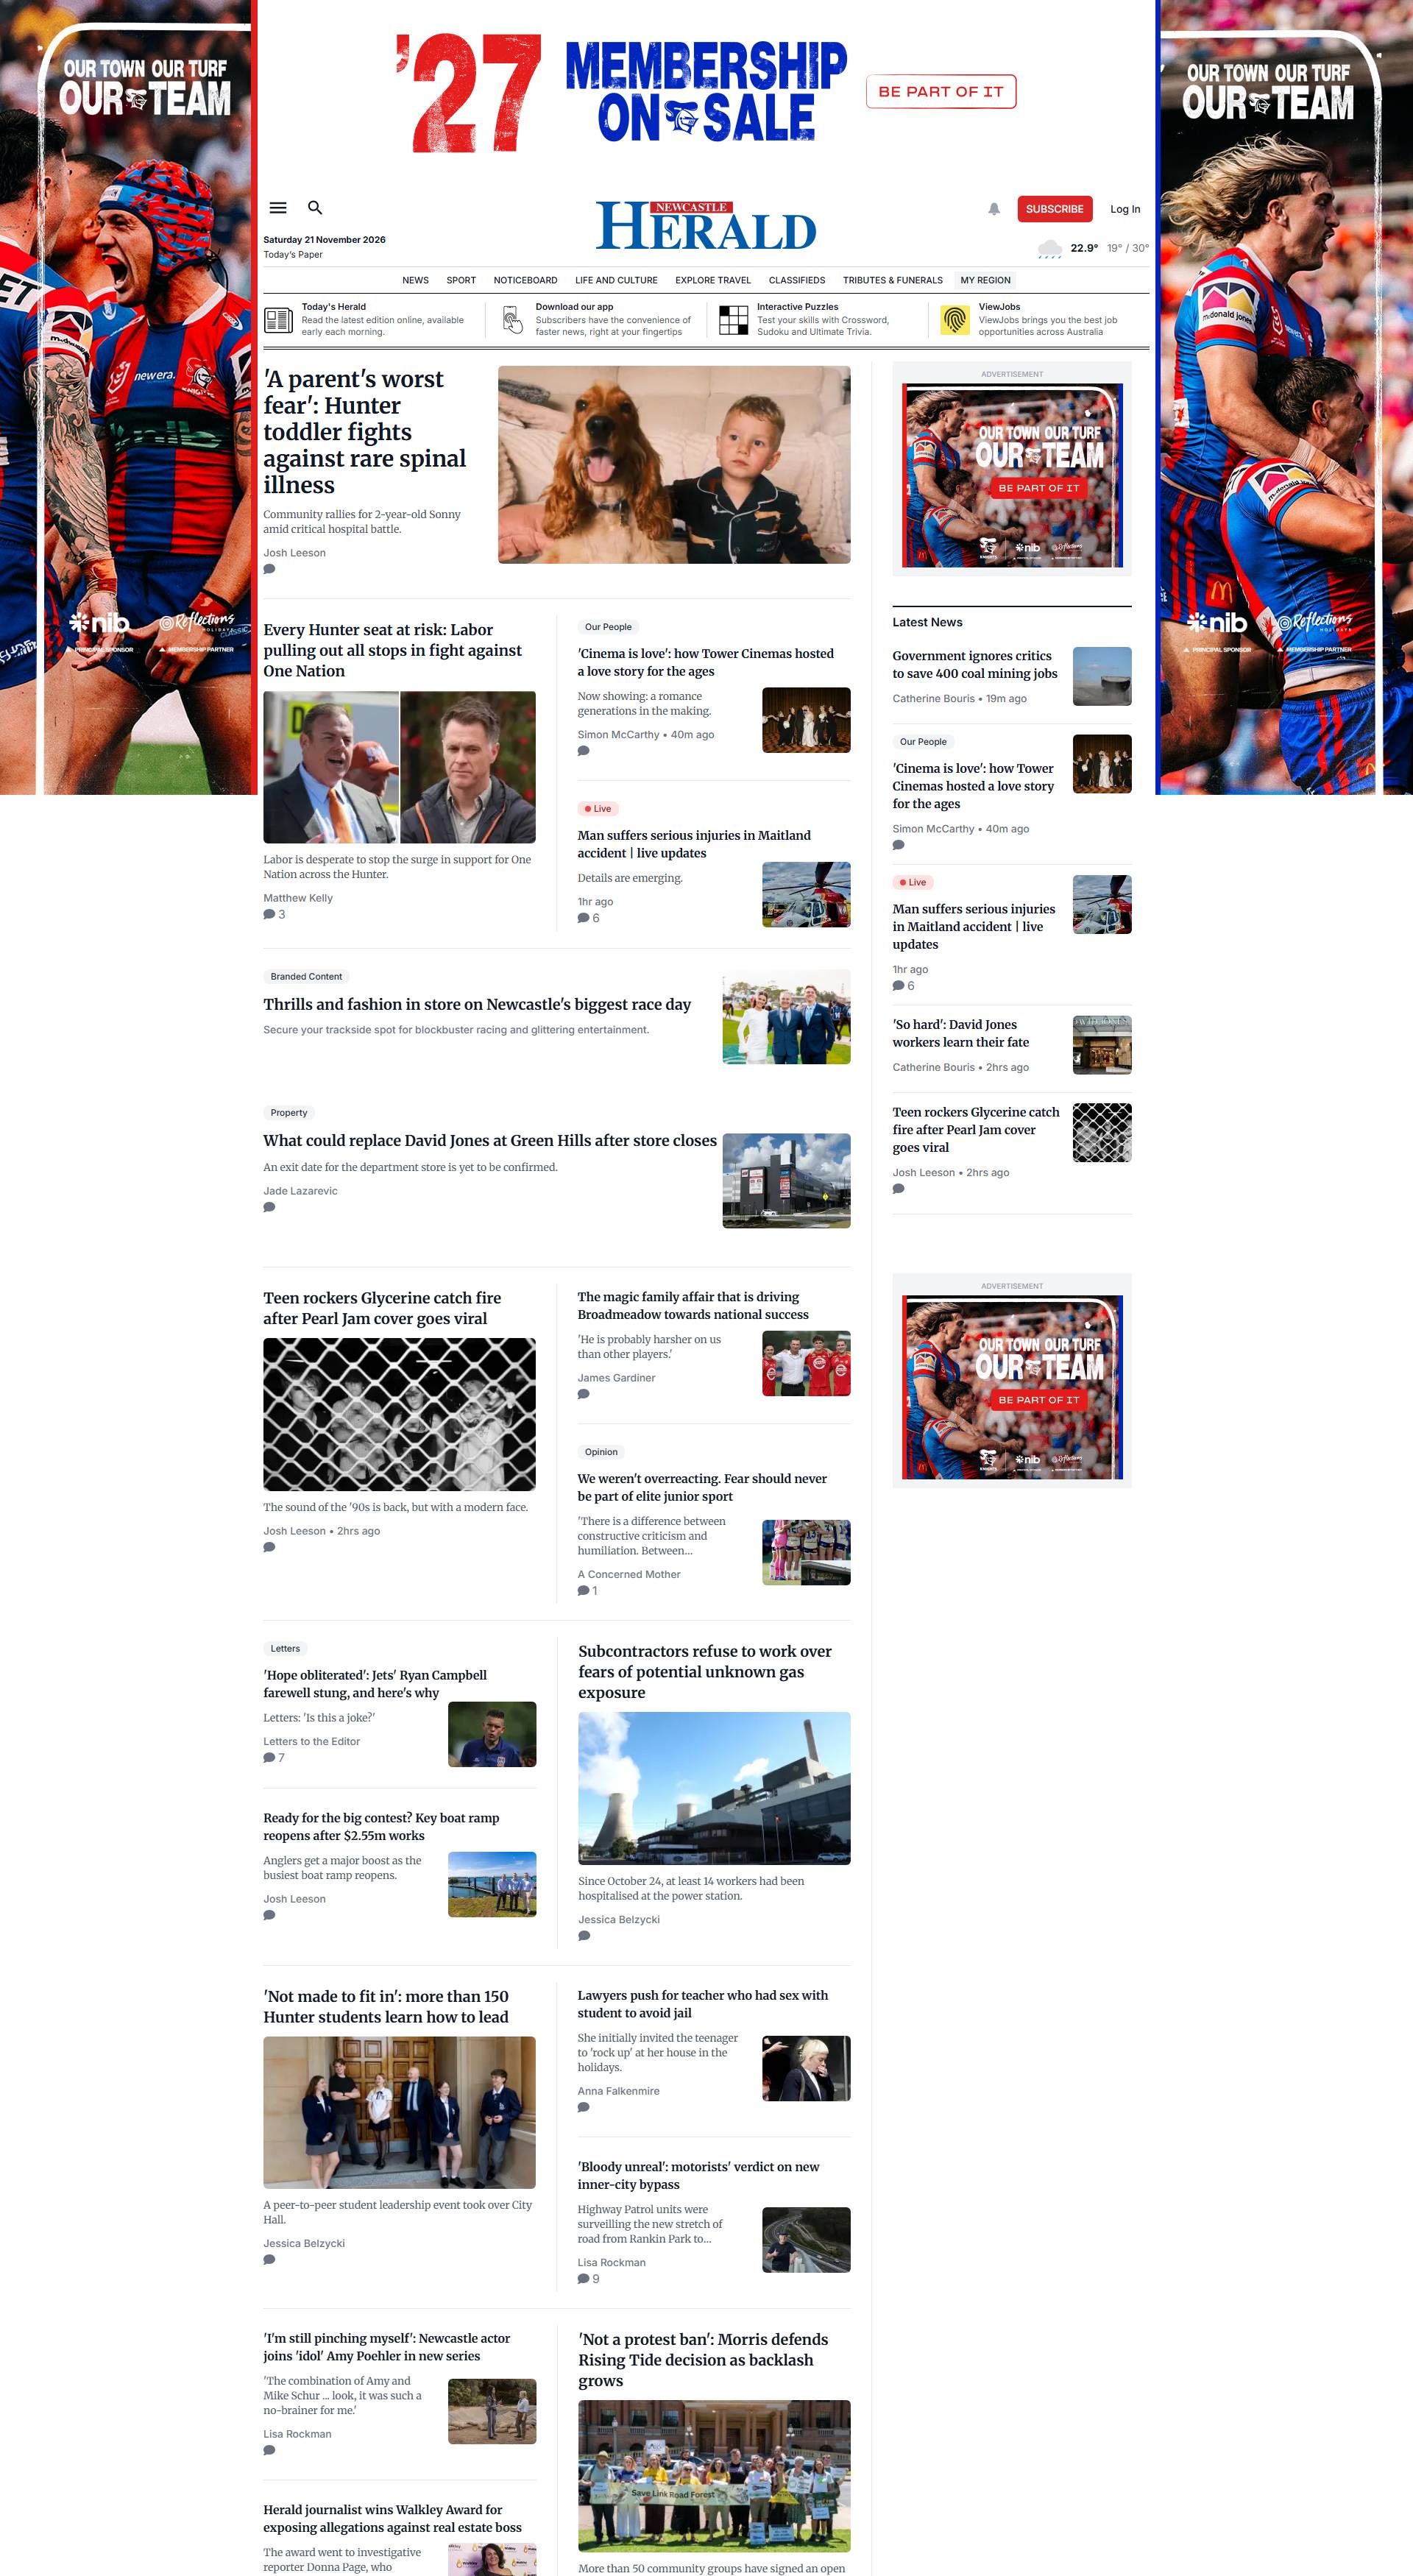 OUR TOWN OUR TURF
OUR TEAM
'27
MEMBERSHIP
ON SALE
BE PART OF IT
OUR TOWN OUR TURF
OUR TEAM
newera.
nib
PRINCIPAL SPONSOR
Reflections
HOLIDAYS
MEMBERSHIP PARTNER
mcdonald jones
nib
PRINCIPAL SPONSOR
Reflections
HOLIDAYS
MEMBERSHIP PARTNER
NEWCASTLE
HERALD
SUBSCRIBE
Log In
Saturday 21 November 2026
Today's Paper
22.9° 19° / 30°
NEWS SPORT NOTICEBOARD LIFE AND CULTURE EXPLORE TRAVEL CLASSIFIEDS TRIBUTES & FUNERALS MY REGION
Today's Herald
Read the latest edition online, available
early each morning.
Download our app
Subscribers have the convenience of
faster news, right at your fingertips
Interactive Puzzles
Test your skills with Crossword,
Sudoku and Ultimate Trivia.
ViewJobs
ViewJobs brings you the best job
opportunities across Australia
'A parent's worst
fear': Hunter
toddler fights
against rare spinal
illness
Community rallies for 2-year-old Sonny
amid critical hospital battle.
Josh Leeson
Every Hunter seat at risk: Labor
pulling out all stops in fight against
One Nation
Labor is desperate to stop the surge in support for One
Nation across the Hunter.
Matthew Kelly
3
Our People
'Cinema is love': how Tower Cinemas hosted
a love story for the ages
Now showing: a romance
generations in the making.
Simon McCarthy • 40m ago
Live
Man suffers serious injuries in Maitland
accident | live updates
Details are emerging.
1hr ago
6
Branded Content
Thrills and fashion in store on Newcastle's biggest race day
Secure your trackside spot for blockbuster racing and glittering entertainment.
Property
What could replace David Jones at Green Hills after store closes
An exit date for the department store is yet to be confirmed.
Jade Lazarevic
Teen rockers Glycerine catch fire
after Pearl Jam cover goes viral
The sound of the '90s is back, but with a modern face.
Josh Leeson • 2hrs ago
The magic family affair that is driving
Broadmeadow towards national success
'He is probably harsher on us
than other players.'
James Gardiner
Opinion
We weren't overreacting. Fear should never
be part of elite junior sport
'There is a difference between
constructive criticism and
humiliation. Between...
A Concerned Mother
1
Letters
'Hope obliterated': Jets' Ryan Campbell
farewell stung, and here's why
Letters: 'Is this a joke?'
Letters to the Editor
7
Ready for the big contest? Key boat ramp
reopens after $2.55m works
Anglers get a major boost as the
busiest boat ramp reopens.
Josh Leeson
Subcontractors refuse to work over
fears of potential unknown gas
exposure
Since October 24, at least 14 workers had been
hospitalised at the power station.
Jessica Belzycki
'Not made to fit in': more than 150
Hunter students learn how to lead
A peer-to-peer student leadership event took over City
Hall.
Jessica Belzycki
Lawyers push for teacher who had sex with
student to avoid jail
She initially invited the teenager
to 'rock up' at her house in the
holidays.
Anna Falkenmire
'Bloody unreal': motorists' verdict on new
inner-city bypass
Highway Patrol units were
surveilling the new stretch of
road from Rankin Park to...
Lisa Rockman
9
'I'm still pinching myself': Newcastle actor
joins 'idol' Amy Poehler in new series
'The combination of Amy and
Mike Schur ... look, it was such a
no-brainer for me.'
Lisa Rockman
Herald journalist wins Walkley Award for
exposing allegations against real estate boss
The award went to investigative
reporter Donna Page, who
'Not a protest ban': Morris defends
Rising Tide decision as backlash
grows
Save Link Road Forest
More than 50 community groups have signed an open
ADVERTISEMENT
OUR TOWN OUR TURF
OUR TEAM
BE PART OF IT
nib
Reflections
Latest News
Government ignores critics
to save 400 coal mining jobs
Catherine Bouris • 19m ago
Our People
'Cinema is love': how Tower
Cinemas hosted a love story
for the ages
Simon McCarthy • 40m ago
Live
Man suffers serious injuries
in Maitland accident | live
updates
1hr ago
6
'So hard': David Jones
workers learn their fate
Catherine Bouris • 2hrs ago
Teen rockers Glycerine catch
fire after Pearl Jam cover
goes viral
Josh Leeson • 2hrs ago
ADVERTISEMENT
OUR TOWN OUR TURF
OUR TEAM
BE PART OF IT
nib
Reflections